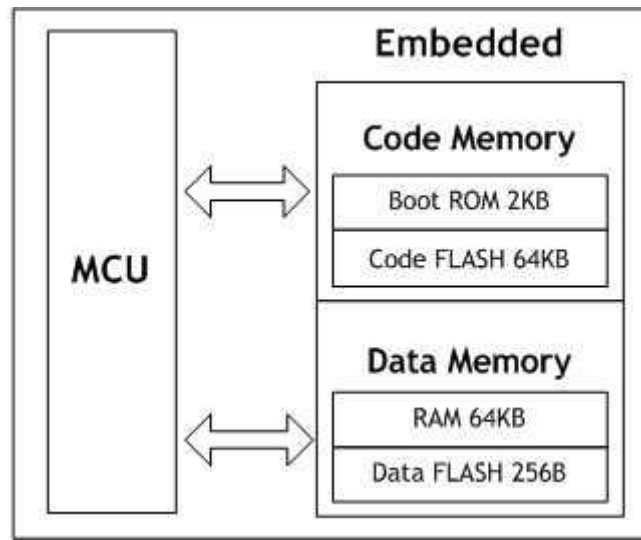 Embedded
MCU
Code Memory
Boot ROM 2KB
Code FLASH 64KB
Data Memory
RAM 64KB
Data FLASH 256B